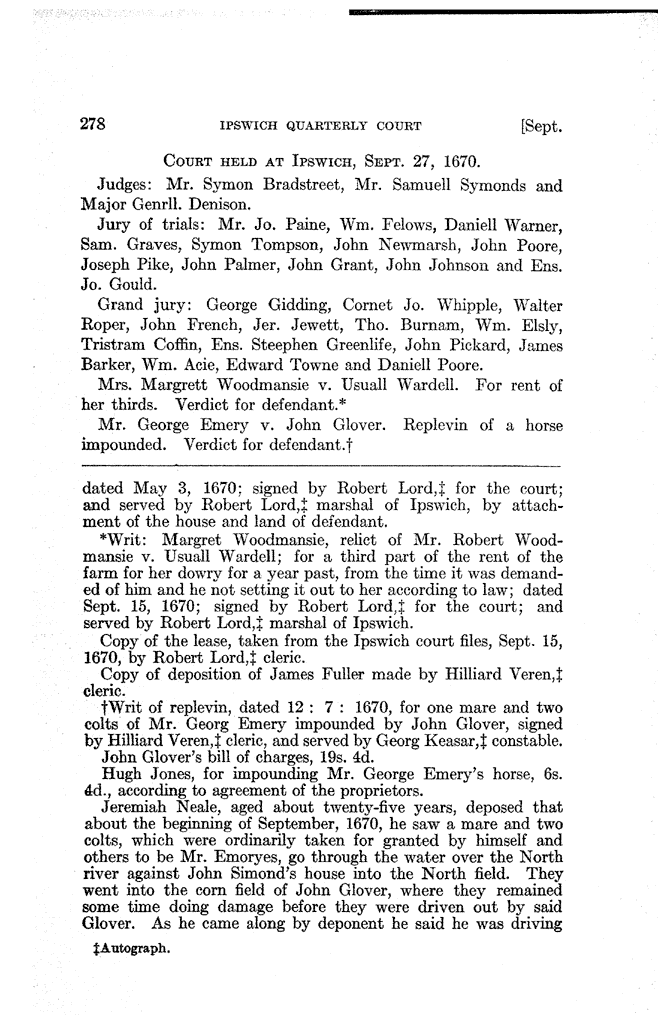 278 IPSWICH QUARTERLY COURT [Sept.
COURT HELD AT IPSWICH, SEPT. 27, 1670.
Judges: Mr. Symon Bradstreet, Mr. Samuell Symonds and
Major Genrll. Denison.
Jury of trials: Mr. Jo. Paine, Wm. Felows, Daniell Warner,
Sam. Graves, Symon Tompson, John Newmarsh, John Poore,
Joseph Pike, John Palmer, John Grant, John Johnson and Ens.
Jo. Gould.
Grand jury: George Gidding, Cornet Jo. Whipple, Walter
Roper, John French, Jer. Jewett, Tho. Burnam, Wm. Elsly,
Tristram Coffin, Ens. Steephen Greenlife, John Pickard, James
Barker, Wm. Acie, Edward Towne and Daniell Poore.
Mrs. Margrett Woodmansie v. Usuall Wardell. For rent of
her thirds. Verdict for defendant.*
Mr. George Emery v. John Glover. Replevin of a horse
impounded. Verdict for defendant.†
dated May 3, 1670; signed by Robert Lord,‡ for the court;
and served by Robert Lord,‡ marshal of Ipswich, by attach-
ment of the house and land of defendant.
*Writ: Margret Woodmansie, relict of Mr. Robert Wood-
mansie v. Usuall Wardell; for a third part of the rent of the
farm for her dowry for a year past, from the time it was demand-
ed of him and he not setting it out to her according to law; dated
Sept. 15, 1670; signed by Robert Lord,‡ for the court; and
served by Robert Lord,‡ marshal of Ipswich.
Copy of the lease, taken from the Ipswich court files, Sept. 15,
1670, by Robert Lord,‡ cleric.
Copy of deposition of James Fuller made by Hilliard Veren,‡
cleric.
†Writ of replevin, dated 12 : 7 : 1670, for one mare and two
colts of Mr. Georg Emery impounded by John Glover, signed
by Hilliard Veren,‡ cleric, and served by Georg Keasar,‡ constable.
John Glover's bill of charges, 19s. 4d.
Hugh Jones, for impounding Mr. George Emery's horse, 6s.
4d., according to agreement of the proprietors.
Jeremiah Neale, aged about twenty-five years, deposed that
about the beginning of September, 1670, he saw a mare and two
colts, which were ordinarily taken for granted by himself and
others to be Mr. Emoryes, go through the water over the North
river against John Simond's house into the North field. They
went into the corn field of John Glover, where they remained
some time doing damage before they were driven out by said
Glover. As he came along by deponent he said he was driving
‡Autograph.